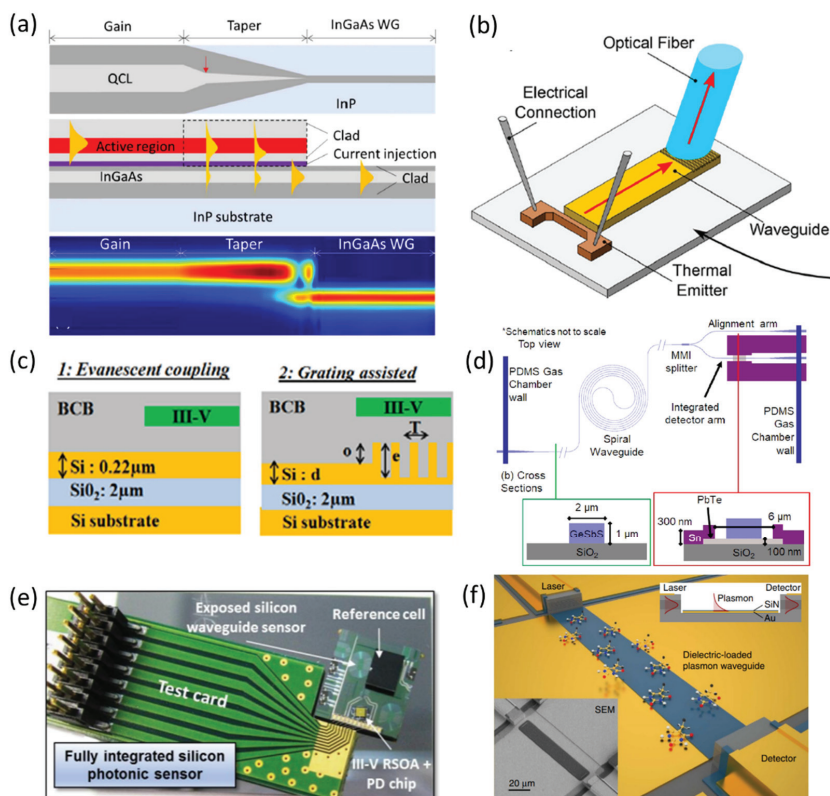 (a)
Gain
Taper
InGaAs WG
QCL
InP
Active region
Clad
Current injection
InGaAs
Clad
InP substrate
Gain
Taper
InGaAs WG
(b)
Optical Fiber
Electrical
Connection
Waveguide
Thermal
Emitter
(c)
1: Evanescent coupling
BCB
III-V
Si : 0.22µm
SiO₂: 2µm
Si substrate
2: Grating assisted
BCB
III-V
T
o
e
Si : d
SiO₂: 2µm
Si substrate
(d)
*Schematics not to scale
Top view
Alignment arm
MMI
splitter
PDMS Gas
Chamber
wall
Integrated
detector arm
PDMS
Gas
Chamber
wall
Spiral
Waveguide
(b) Cross
Sections
2 µm
GeSbS
1 µm
SiO₂
PbTe
6 µm
300 nm
Sn
SiO₂
100 nm
(e)
Exposed silicon
waveguide sensor
Reference cell
Test card
Fully integrated silicon
photonic sensor
III-V RSOA +
PD chip
(f)
Laser
Laser
Plasmon
Detector
SiN
Au
Dielectric-loaded
plasmon waveguide
SEM
20 µm
Detector